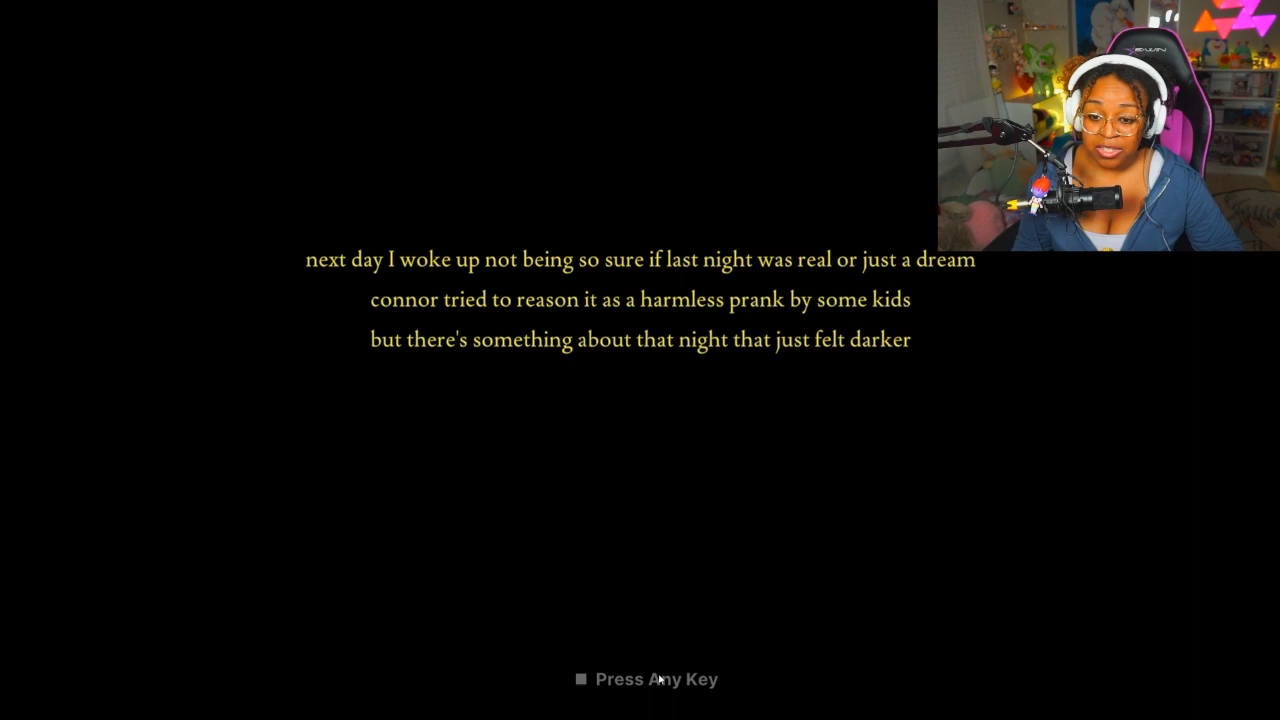 next day I woke up not being so sure if last night was real or just a dream
connor tried to reason it as a harmless prank by some kids
but there's something about that night that just felt darker
Press Any Key